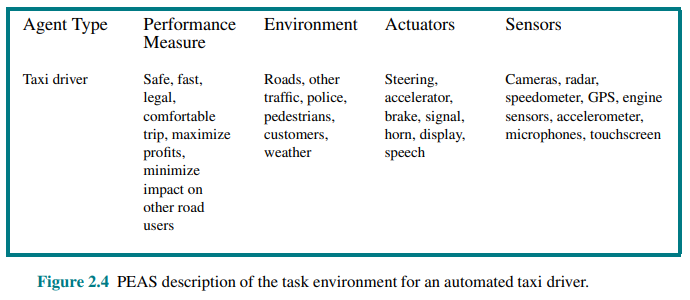 Agent Type Performance Measure Environment Actuators Sensors
Taxi driver
Safe, fast,
legal,
comfortable
trip, maximize
profits,
minimize
impact on
other road
users
Roads, other
traffic, police,
pedestrians,
customers,
weather
Steering,
accelerator,
brake, signal,
horn, display,
speech
Cameras, radar,
speedometer, GPS, engine
sensors, accelerometer,
microphones, touchscreen
Figure 2.4 PEAS description of the task environment for an automated taxi driver.